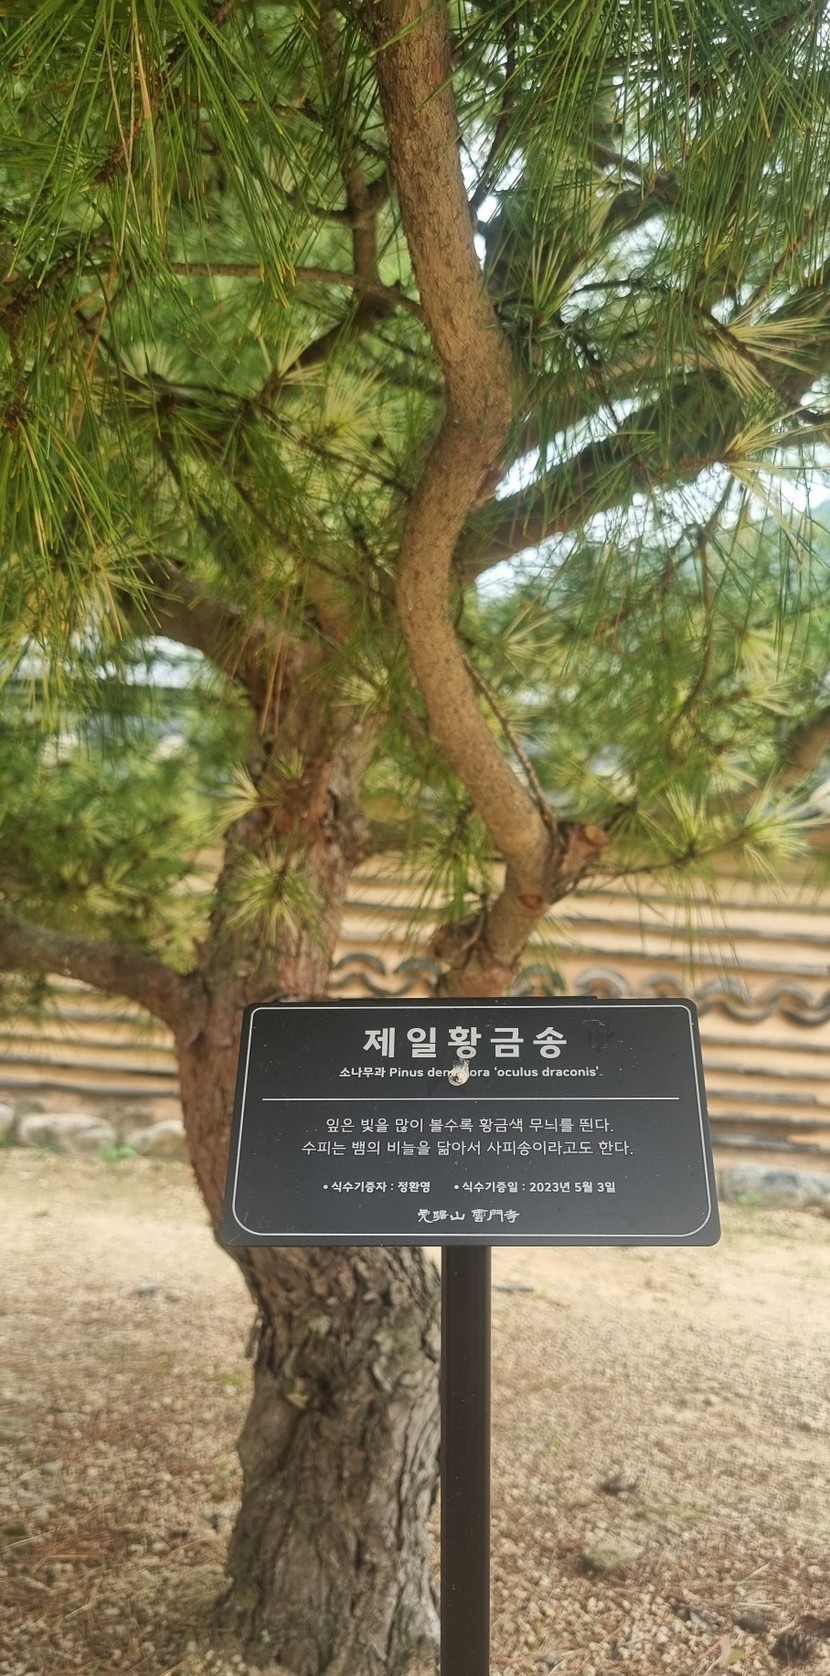 제일황금송
소나무과 Pinus den ora ‘oculus draconis’
잎은 빛을 많이 볼수록 황금색 무늬를 띈다.
수피는 뱀의 비늘을 닮아서 사피송이라고도 한다.
• 식수기증자 : 정환영 • 식수기증일 : 2023년 5월 3일
虎踞山 雲門寺